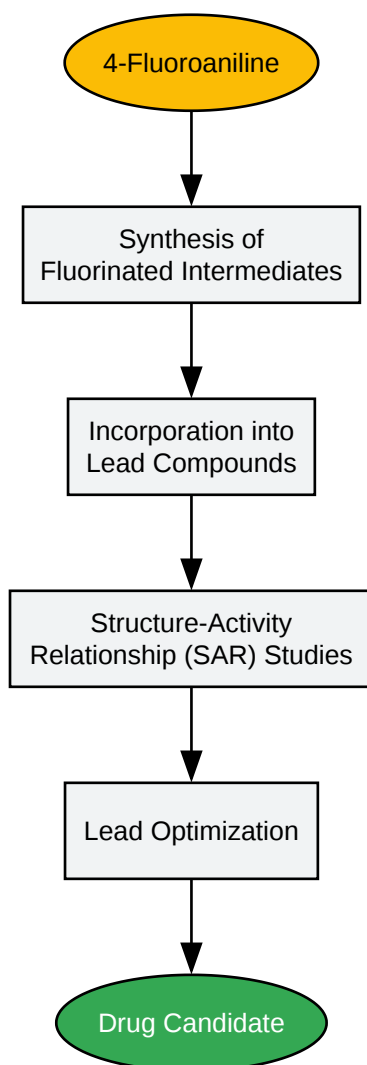 4-Fluoroaniline
Synthesis of
Fluorinated Intermediates
Incorporation into
Lead Compounds
Structure-Activity
Relationship (SAR) Studies
Lead Optimization
Drug Candidate